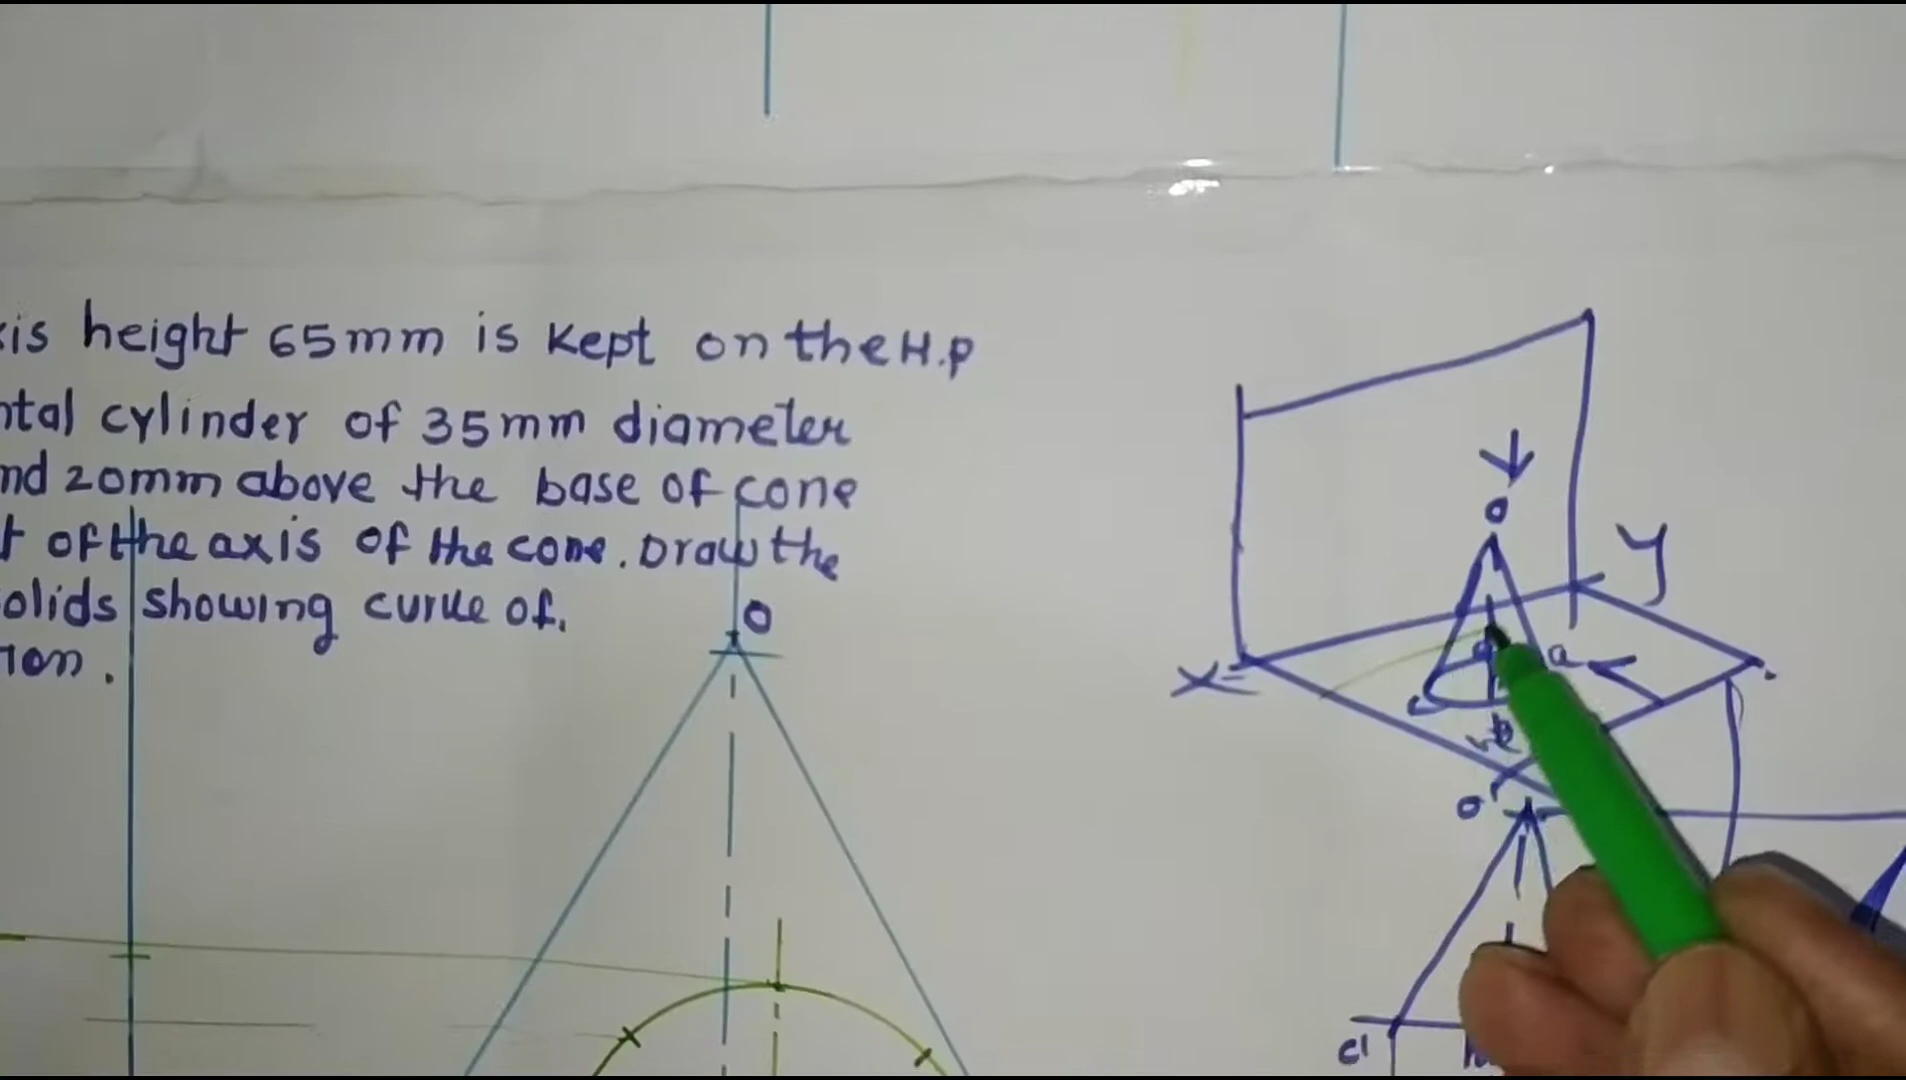 is height 65mm is kept on the H.P
ntal cylinder of 35mm diameter
nd 20mm above the base of cone
t of the axis of the cone. Draw the
olids showing curve of.
ion.
O
O
Y
a
X
c
b
o'
c'